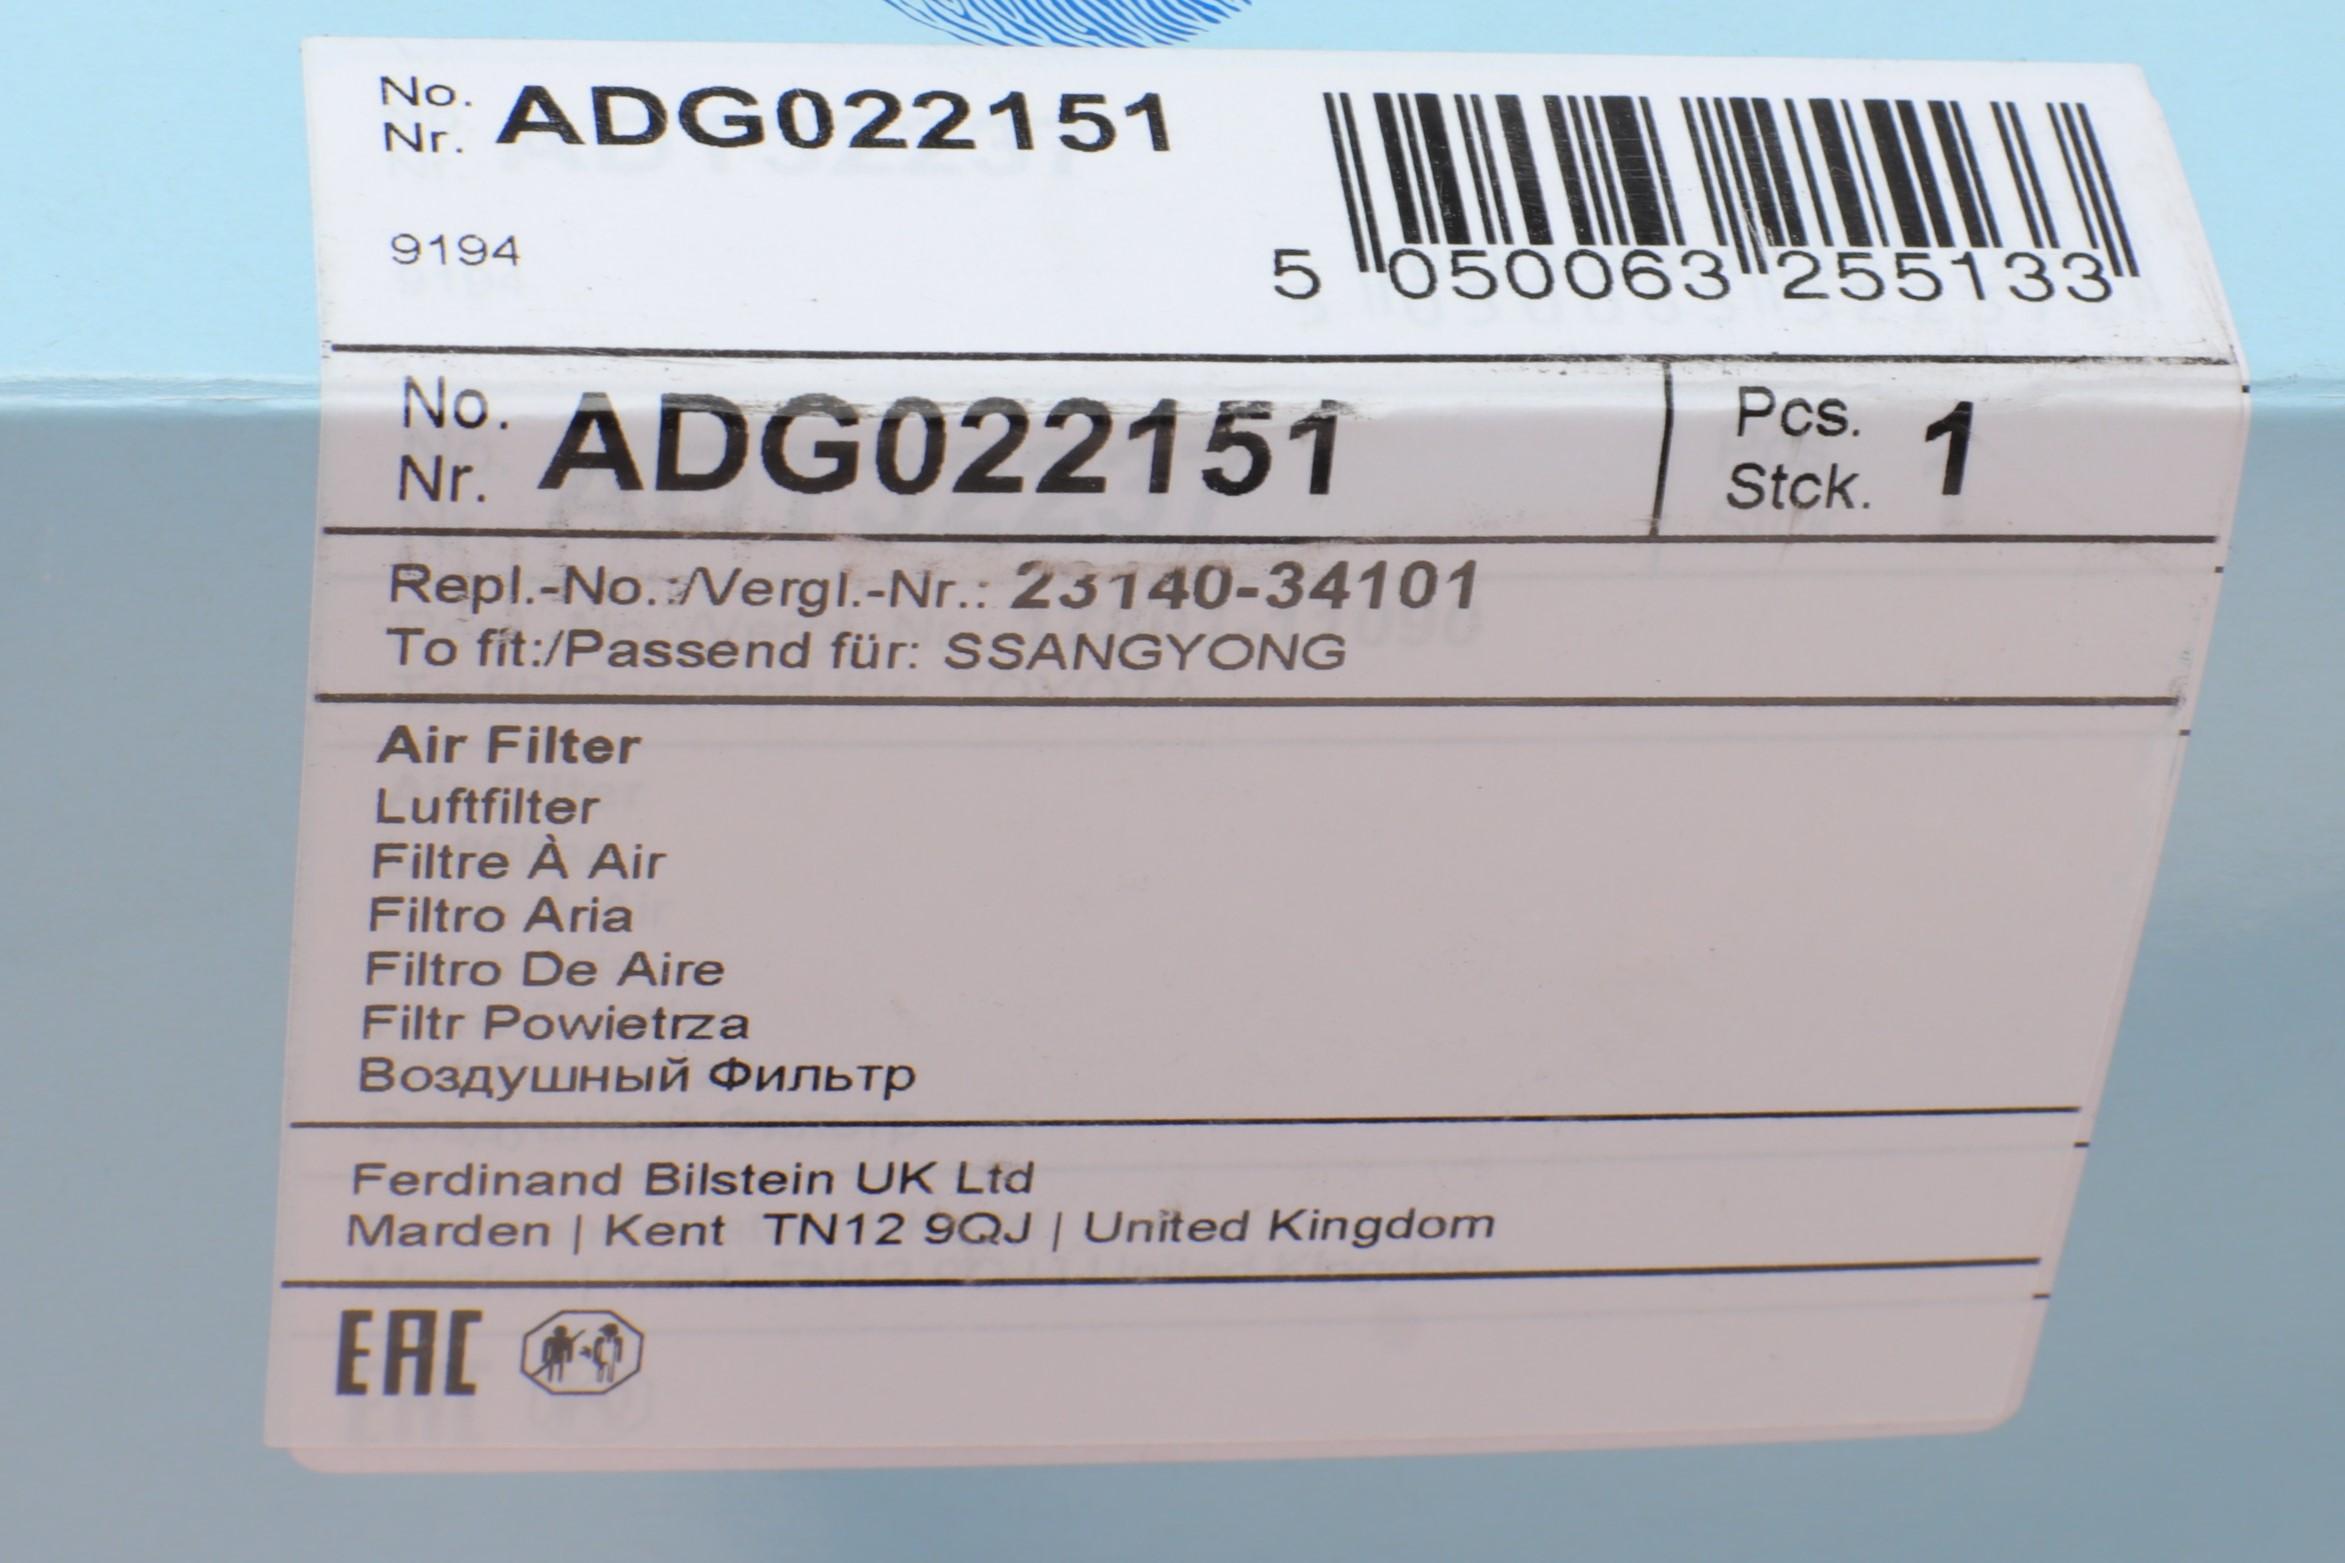 No.
Nr. ADG022151
9194
5 050063 255133
No.
Nr. ADG022151
Pcs.
Stck. 1
Repl.-No.:/Vergl.-Nr.: 23140-34101
To fit:/Passend für: SSANGYONG
Air Filter
Luftfilter
Filtre À Air
Filtro Aria
Filtro De Aire
Filtr Powietrza
Воздушный Фильтр
Ferdinand Bilstein UK Ltd
Marden | Kent TN12 9QJ | United Kingdom
EAC